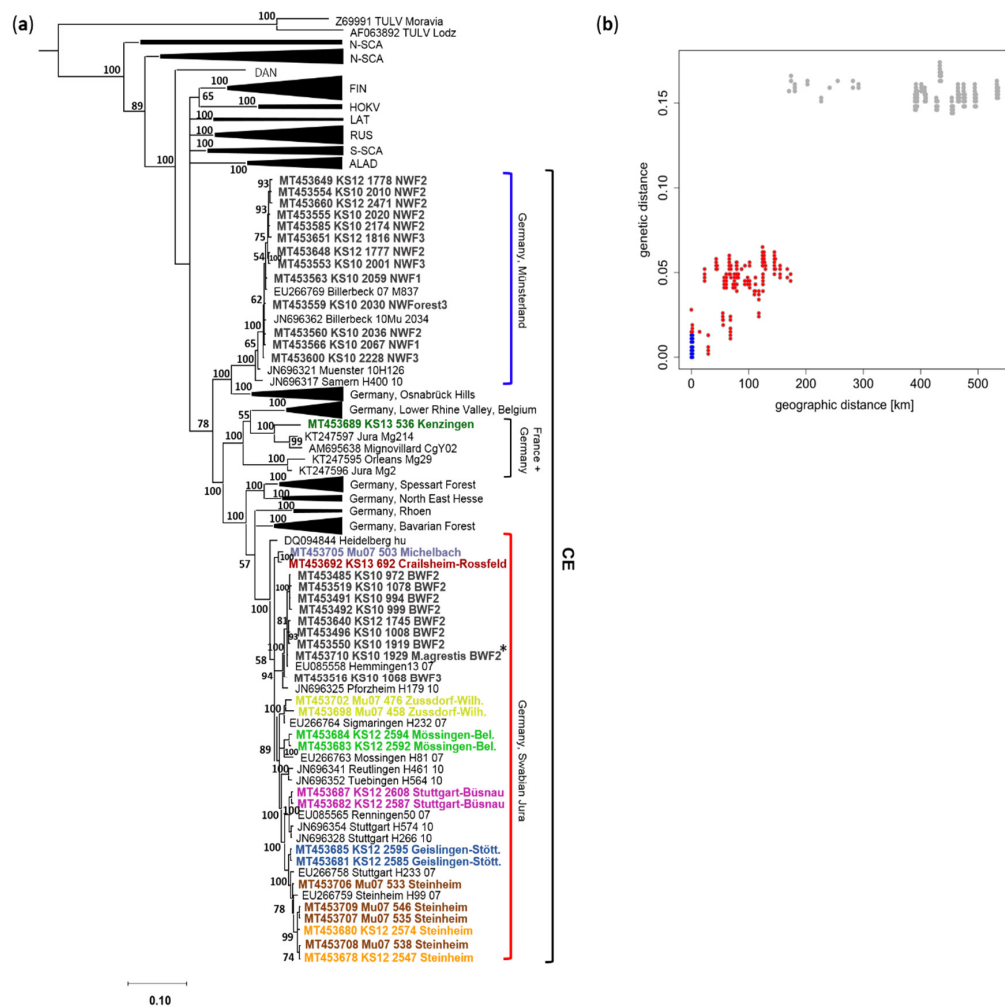 (a)
Z69991 TULV Moravia
100
AF063892 TULV Lodz
N-SCA
100
N-SCA
100
DAN
89
100
FIN
65
100
HOKV
100
LAT
100
RUS
100
S-SCA
100
100
ALAD
93
MT453649 KS12 1778 NWF2
MT453554 KS10 2010 NWF2
MT453660 KS12 2471 NWF2
93
MT453555 KS10 2020 NWF2
MT453585 KS10 2174 NWF2
75
MT453651 KS12 1816 NWF3
54
MT453648 KS12 1777 NWF2
100
MT453553 KS10 2001 NWF3
MT453563 KS10 2059 NWF1
EU266769 Billerbeck 07 M837
62
MT453559 KS10 2030 NWForest3
JN696362 Billerbeck 10Mu 2034
100
MT453560 KS10 2036 NWF2
65
MT453566 KS10 2067 NWF1
MT453600 KS10 2228 NWF3
100
JN696321 Muenster 10H126
JN696317 Samern H400 10
Germany, Münsterland
100
Germany, Osnabrück Hills
100
Germany, Lower Rhine Valley, Belgium
55
78
100
MT453689 KS13 536 Kenzingen
100
KT247597 Jura Mg214
99
AM695638 Mignovillard CgY02
KT247595 Orleans Mg29
100
KT247596 Jura Mg2
France + Germany
100
100
Germany, Spessart Forest
100
100
Germany, North East Hesse
100
100
Germany, Rhoen
100
Germany, Bavarian Forest
57
DQ094844 Heidelberg hu
MT453705 Mu07 503 Michelbach
100
MT453692 KS13 692 Crailsheim-Rossfeld
CE
MT453485 KS10 972 BWF2
100
MT453519 KS10 1078 BWF2
MT453491 KS10 994 BWF2
100
MT453492 KS10 999 BWF2
81
MT453640 KS12 1745 BWF2
93
MT453496 KS10 1008 BWF2
100
MT453550 KS10 1919 BWF2
MT453710 KS10 1929 M.agrestis BWF2*
58
EU085558 Hemmingen13 07
94
MT453516 KS10 1068 BWF3
JN696325 Pforzheim H179 10
MT453702 Mu07 476 Zussdorf-Wilh.
100
MT453698 Mu07 458 Zussdorf-Wilh.
EU266764 Sigmaringen H232 07
MT453684 KS12 2594 Mössingen-Bel.
89
100
MT453683 KS12 2592 Mössingen-Bel.
EU266763 Mossingen H81 07
100
JN696341 Reutlingen H461 10
JN696352 Tuebingen H564 10
Germany, Swabian Jura
MT453687 KS12 2608 Stuttgart-Büsnau
100
MT453682 KS12 2587 Stuttgart-Büsnau
100
EU085565 Renningen50 07
JN696354 Stuttgart H574 10
JN696328 Stuttgart H266 10
100
MT453685 KS12 2595 Geislingen-Stött.
MT453681 KS12 2585 Geislingen-Stött.
EU266758 Stuttgart H233 07
100
MT453706 Mu07 533 Steinheim
EU266759 Steinheim H99 07
78
MT453709 Mu07 546 Steinheim
MT453707 Mu07 535 Steinheim
99
MT453680 KS12 2574 Steinheim
MT453708 Mu07 538 Steinheim
74
MT453678 KS12 2547 Steinheim
0.10
(b)
genetic distance
0.15
0.10
0.05
0.00
0
100
200
300
400
500
geographic distance [km]